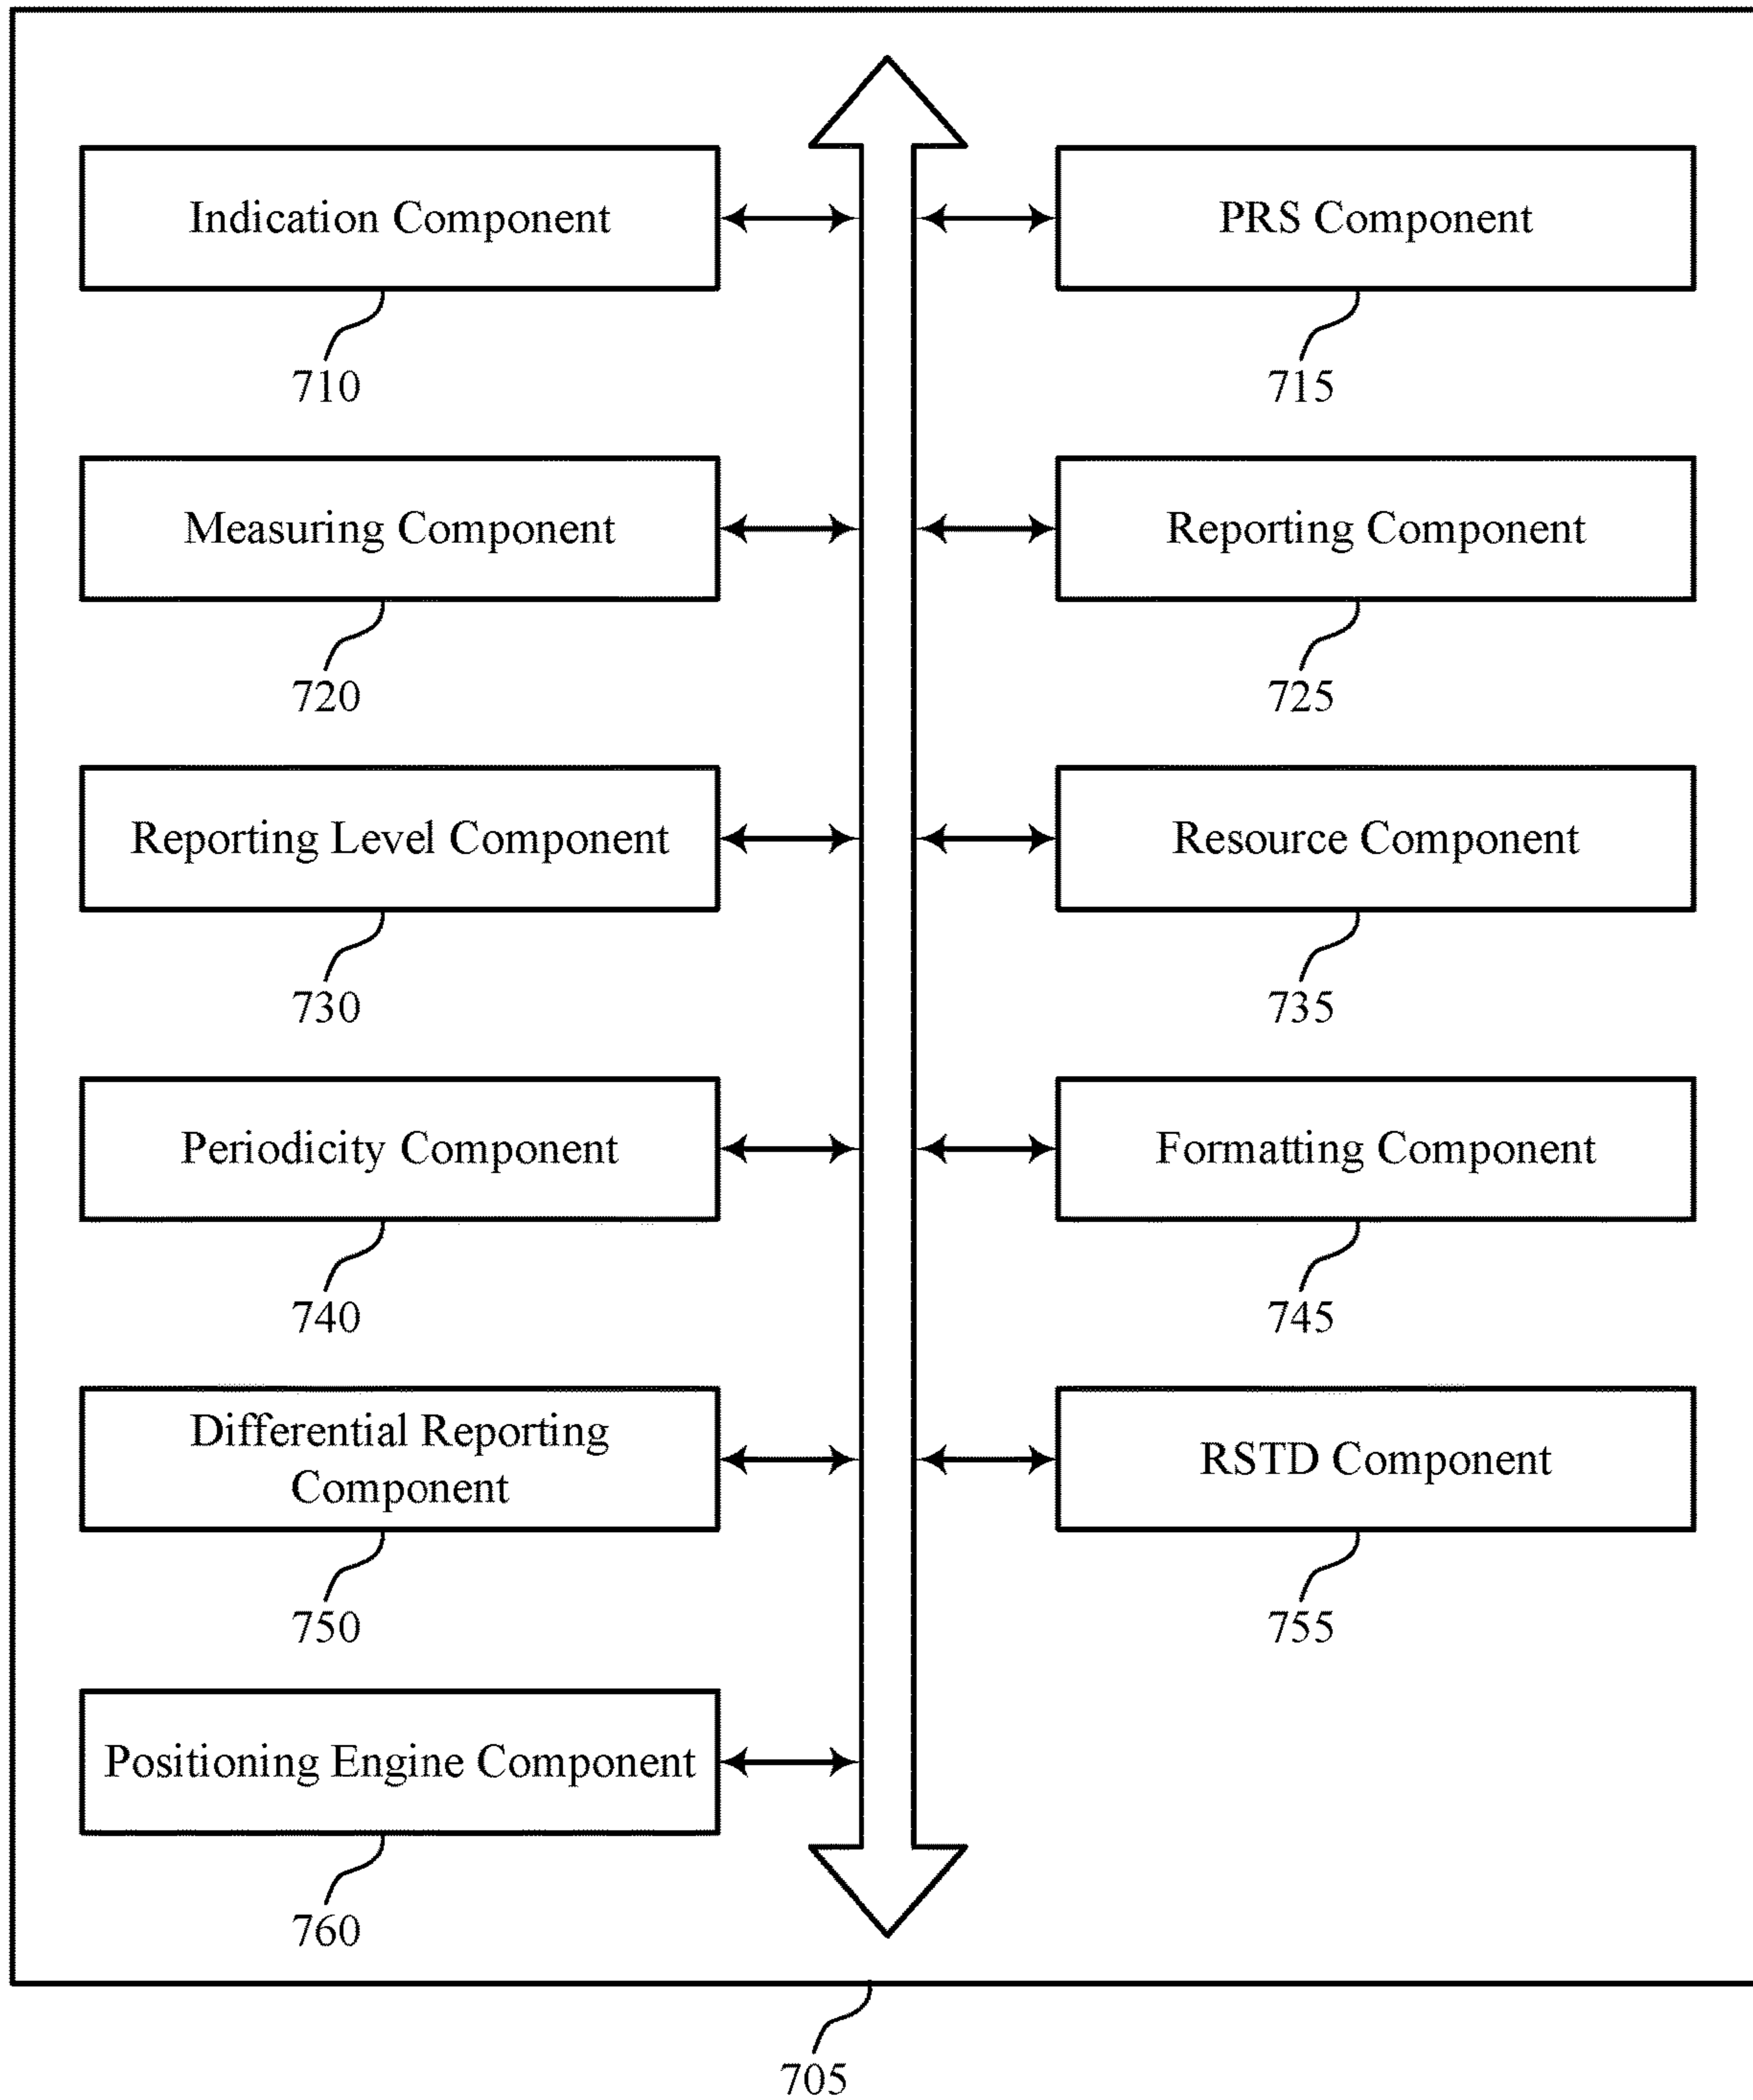 Indication Component
PRS Component
710
715
Measuring Component
Reporting Component
720
725
Reporting Level Component
Resource Component
730
735
Periodicity Component
Formatting Component
740
745
Differential Reporting
Component
RSTD Component
750
755
Positioning Engine Component
760
705